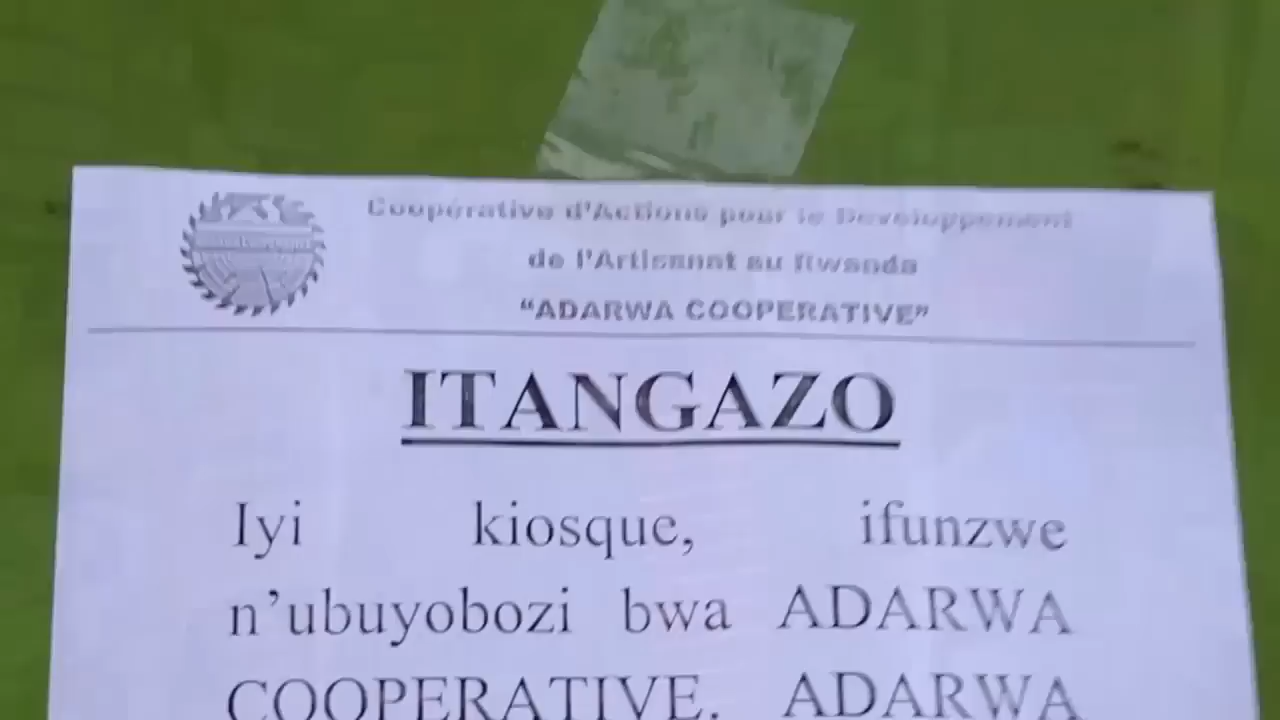 Coopérative d'Actions pour le Developpement
de l'Artisanat au Rwanda
“ADARWA COOPERATIVE”
ITANGAZO
Iyi kiosque, ifunzwe
n’ubuyobozi bwa ADARWA
COOPERATIVE. ADARWA